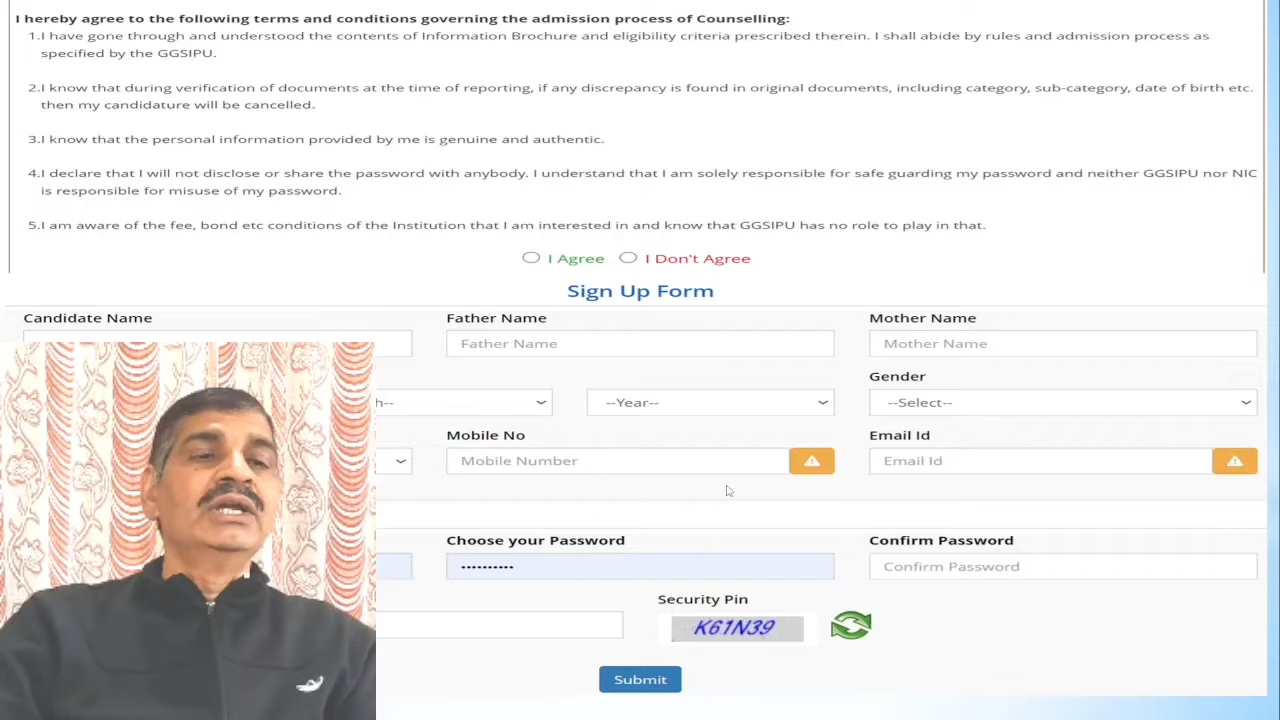 I hereby agree to the following terms and conditions governing the admission process of Counselling:
1.I have gone through and understood the contents of Information Brochure and eligibility criteria prescribed therein. I shall abide by rules and admission process as
specified by the GGSIPU.
2.I know that during verification of documents at the time of reporting, if any discrepancy is found in original documents, including category, sub-category, date of birth etc.
then my candidature will be cancelled.
3.I know that the personal information provided by me is genuine and authentic.
4.I declare that I will not disclose or share the password with anybody. I understand that I am solely responsible for safe guarding my password and neither GGSIPU nor NIC
is responsible for misuse of my password.
5.I am aware of the fee, bond etc conditions of the Institution that I am interested in and know that GGSIPU has no role to play in that.
I Agree I Don't Agree
Sign Up Form
Candidate Name Father Name Mother Name
Father Name Mother Name
Gender
h-- --Year-- --Select--
Mobile No Email Id
Mobile Number Email Id
Choose your Password Confirm Password
•••••••••• Confirm Password
Security Pin
K61N39
Submit